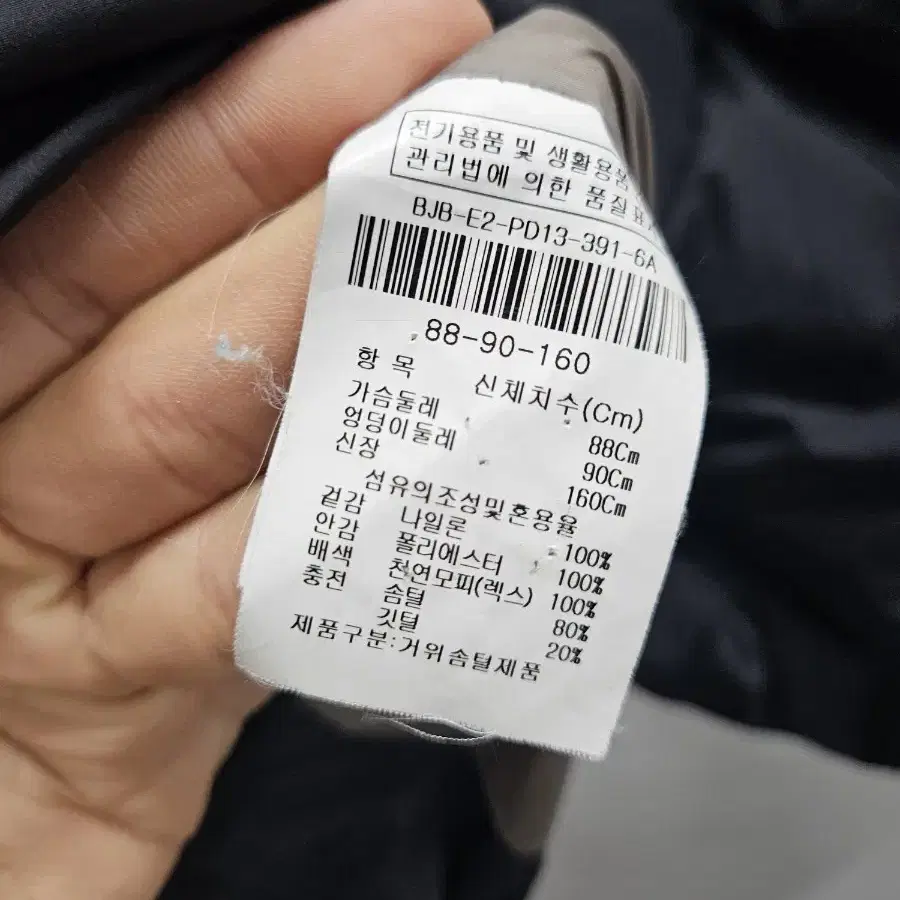 전기용품 및 생활용품
관리법에 의한 품질표
BJB-E2-PD13-391-6A
88-90-160
항 목 신체치수(Cm)
가슴둘레 88Cm
엉덩이둘레 90Cm
신장 160Cm
섬유의조성및혼용율
겉감 나일론 100%
안감 폴리에스터 100%
배색 천연모피(렉스) 100%
충전 솜털 80%
깃털 20%
제품구분:거위솜털제품